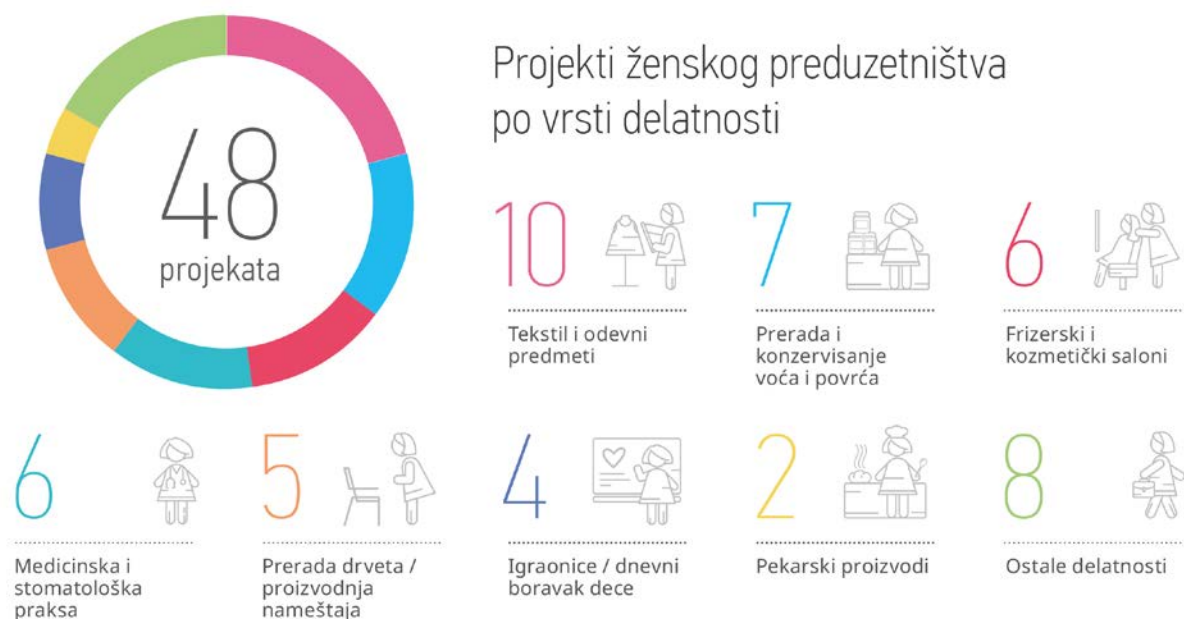 48
projekata
Projekti ženskog preduzetništva
po vrsti delatnosti
10
Tekstil i odevni
predmeti
7
Prerada i
konzervisanje
voća i povrća
6
Frizerski i
kozmetički saloni
6
Medicinska i
stomatološka
praksa
5
Prerada drveta /
proizvodnja
nameštaja
4
Igraonice / dnevni
boravak dece
2
Pekarski proizvodi
8
Ostale delatnosti